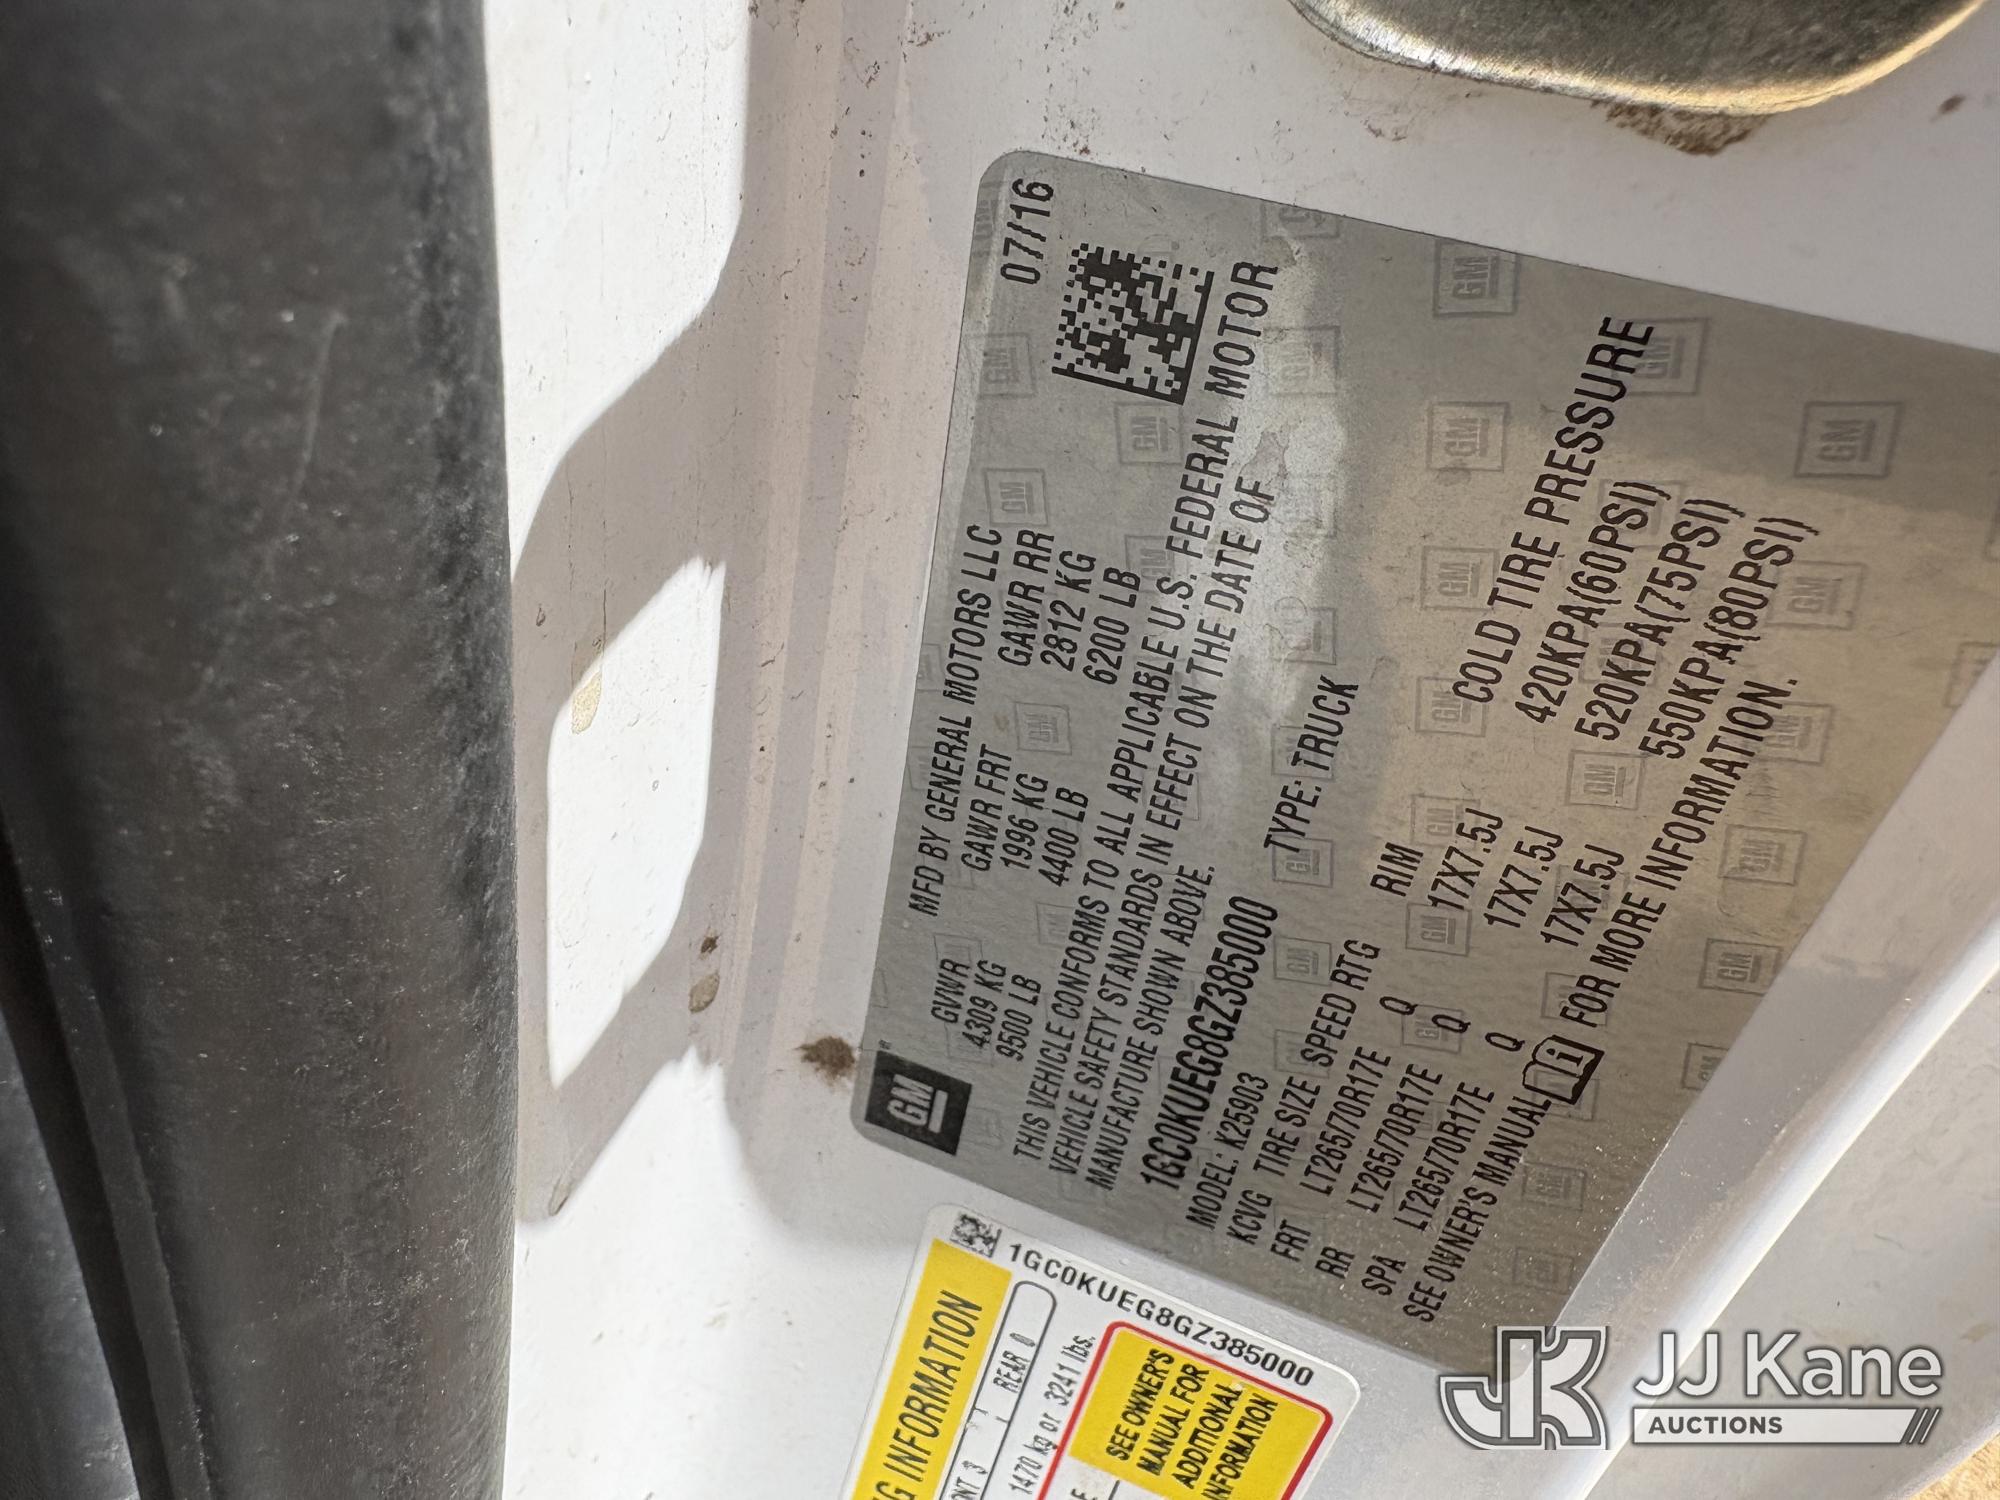 07/16
MFD BY GENERAL MOTORS LLC
GM
GVWR GAWR FRT GAWR RR
4309 KG 1996 KG 2812 KG
9500 LB 4400 LB 6200 LB
THIS VEHICLE CONFORMS TO ALL APPLICABLE U.S. FEDERAL MOTOR
VEHICLE SAFETY STANDARDS IN EFFECT ON THE DATE OF
MANUFACTURE SHOWN ABOVE.
1GC0KUEG8GZ385000 TYPE: TRUCK
MODEL: K25903
KCVG TIRE SIZE SPEED RTG RIM COLD TIRE PRESSURE
FRT LT265/70R17E Q 17X7.5J 420KPA(60PSI)
RR LT265/70R17E Q 17X7.5J 520KPA(75PSI)
SPA LT265/70R17E Q 17X7.5J 550KPA(80PSI)
SEE OWNER'S MANUAL i FOR MORE INFORMATION.
1GC0KUEG8GZ385000
INFORMATION
3 REAR 0
1470 kg or 3241 lbs.
SEE OWNER'S
MANUAL FOR
ADDITIONAL
INFORMATION
JK JJ Kane
AUCTIONS